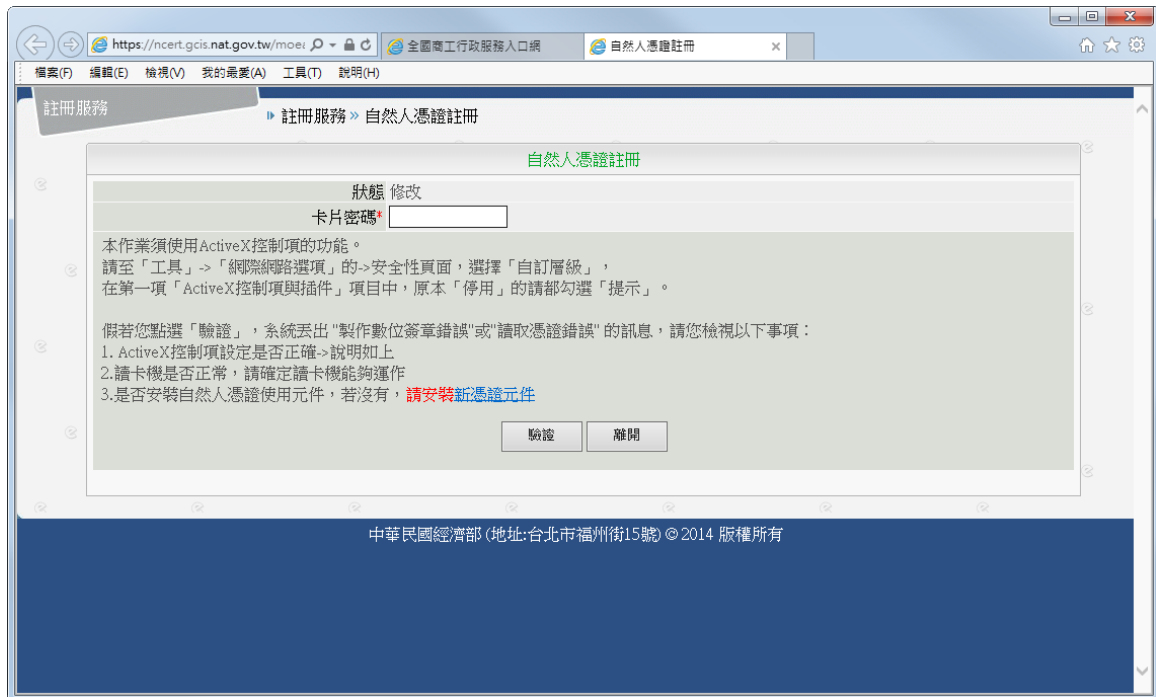 https://ncert.gcis.nat.gov.tw/moea
全國商工行政服務入口網
自然人憑證註冊
檔案(F) 編輯(E) 檢視(V) 我的最愛(A) 工具(T) 說明(H)
註冊服務
註冊服務» 自然人憑證註冊
自然人憑證註冊
狀態 修改
卡片密碼*
本作業須使用ActiveX控制項的功能。
請至「工具」->「網際網路選項」的->安全性頁面，選擇「自訂層級」，
在第一項「ActiveX控制項與插件」項目中，原本「停用」的請都勾選「提示」。
假若您點選「驗證」，系統丟出 "製作數位簽章錯誤"或"讀取憑證錯誤" 的訊息，請您檢視以下事項：
1. ActiveX控制項設定是否正確->說明如上
2.讀卡機是否正常，請確定讀卡機能夠運作
3.是否安裝自然人憑證使用元件，若沒有，請安裝新憑證元件
驗證 離開
中華民國經濟部 (地址:台北市福州街15號) © 2014 版權所有